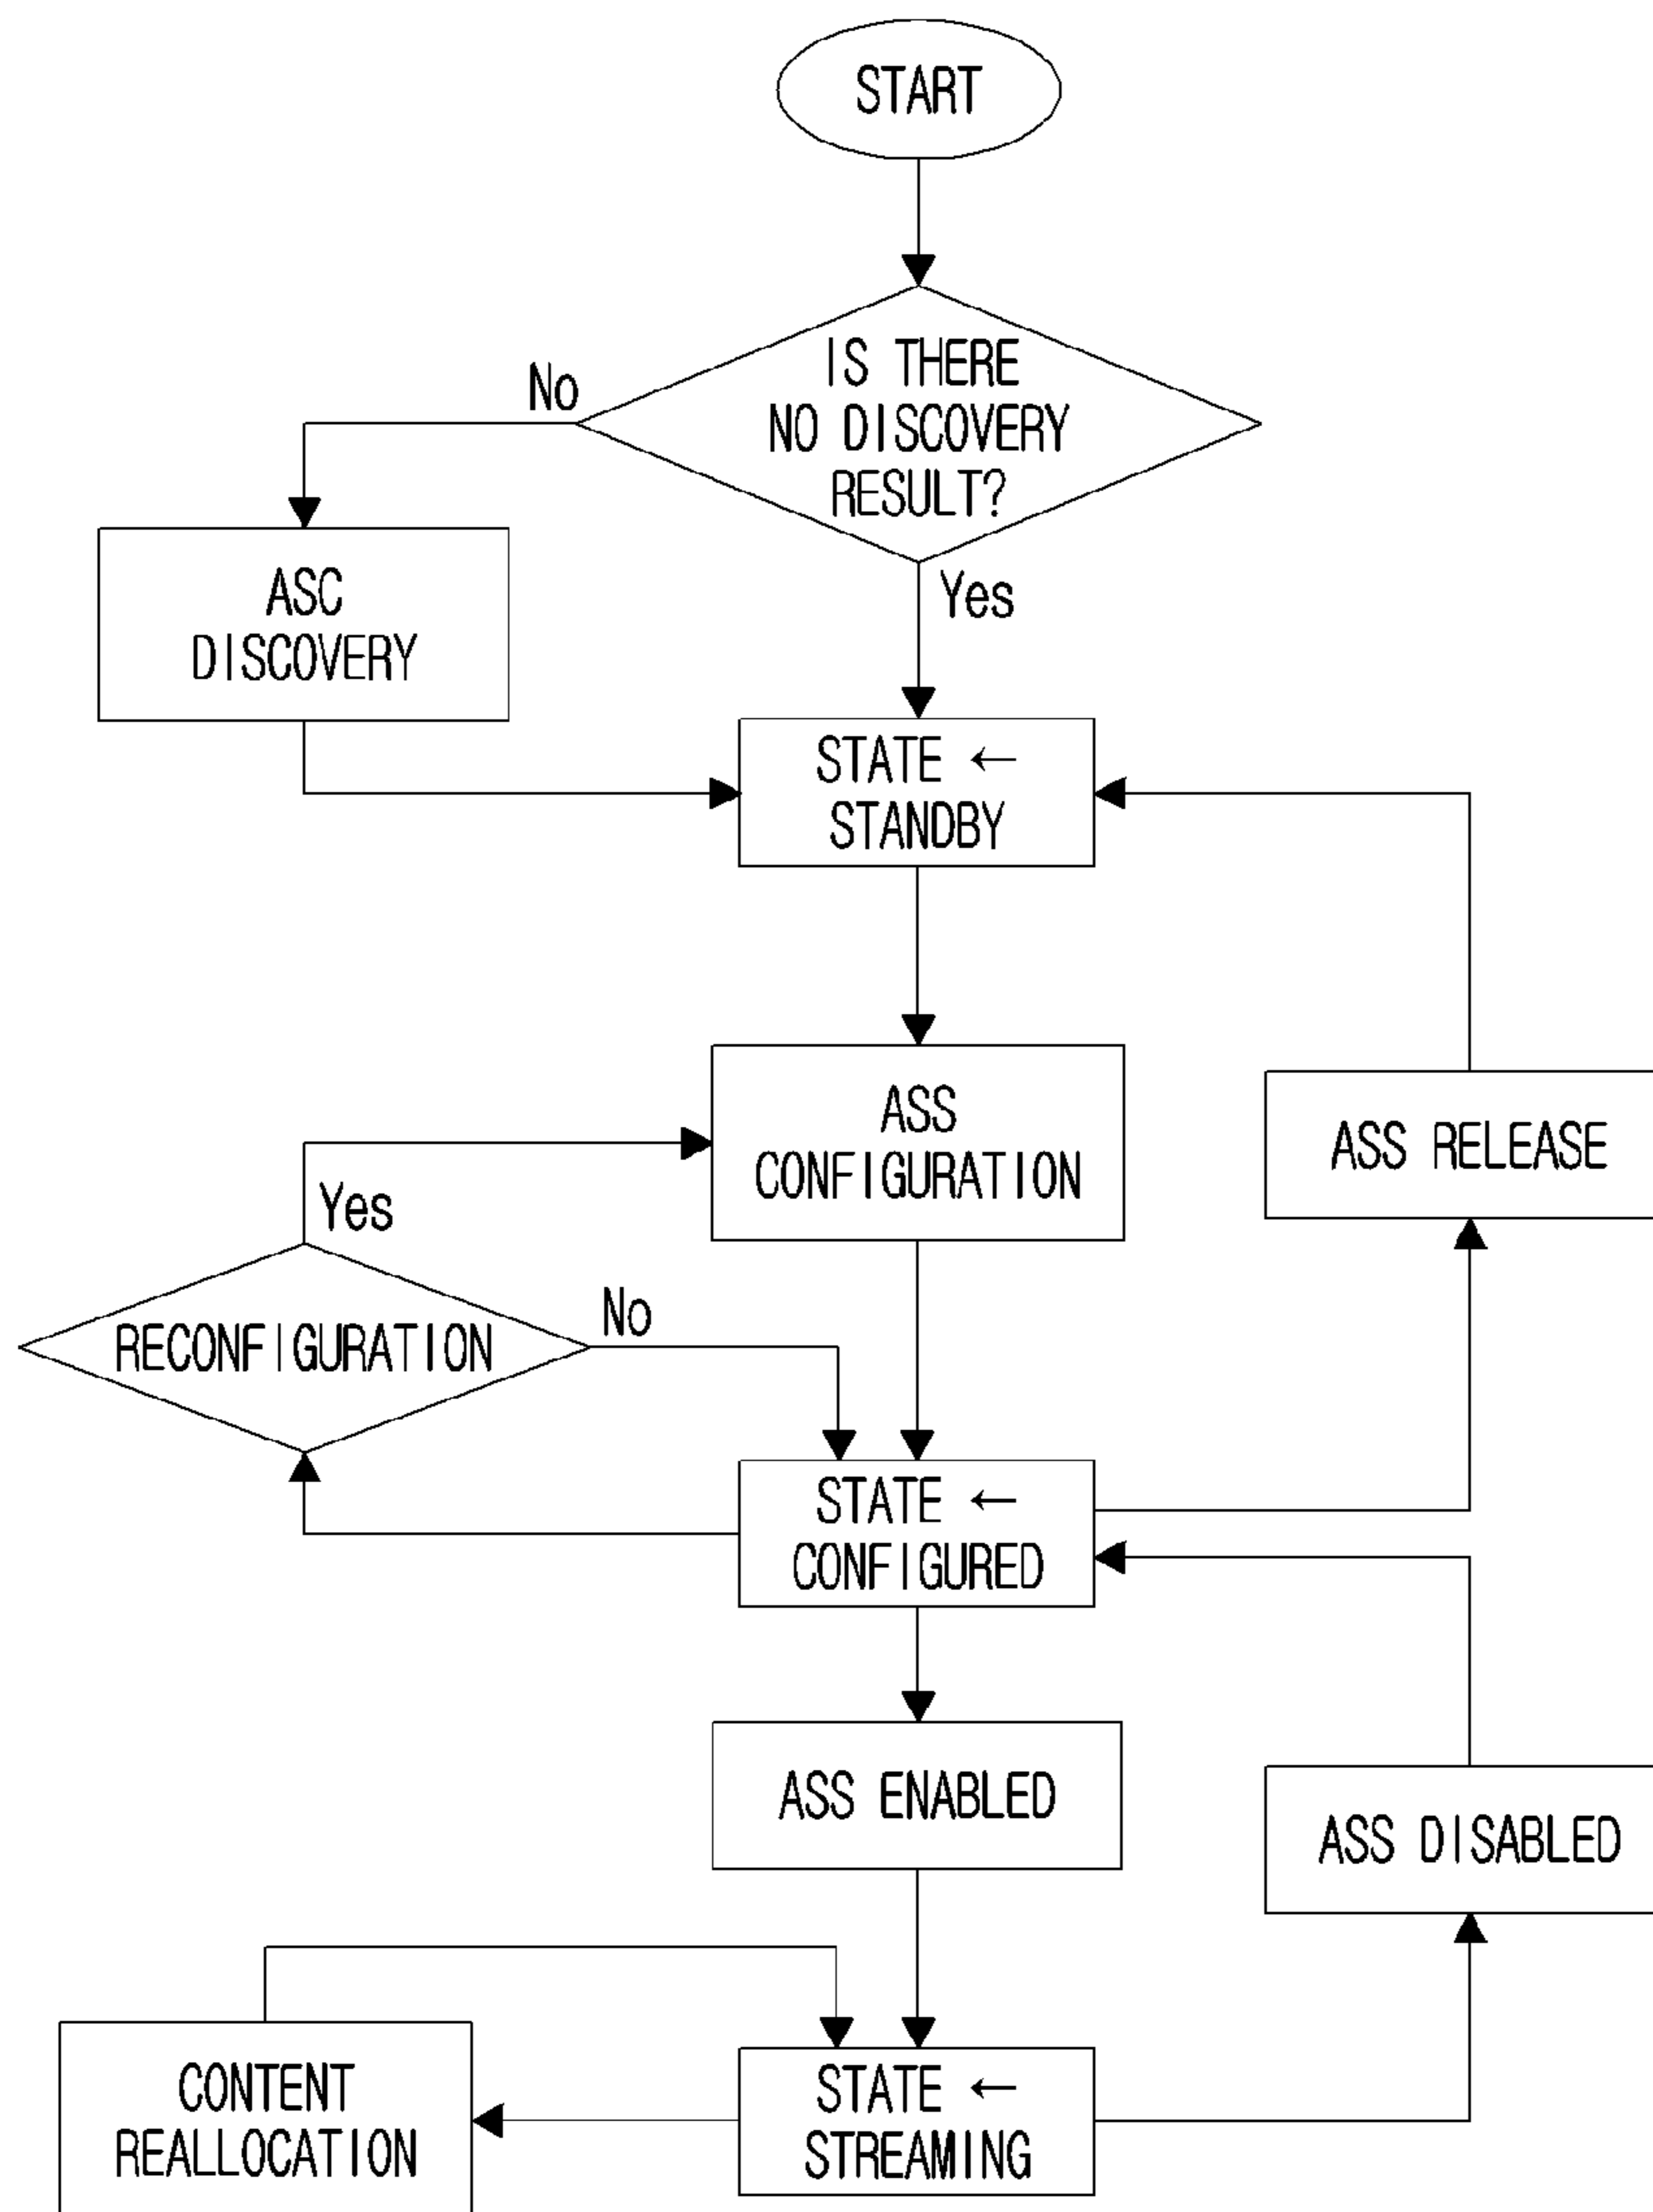 START
IS THERE
NO DISCOVERY
RESULT?
No
Yes
ASC
DISCOVERY
STATE ←
STANDBY
ASS
CONFIGURATION
ASS RELEASE
Yes
RECONFIGURATION
No
STATE ←
CONFIGURED
ASS ENABLED
ASS DISABLED
CONTENT
REALLOCATION
STATE ←
STREAMING